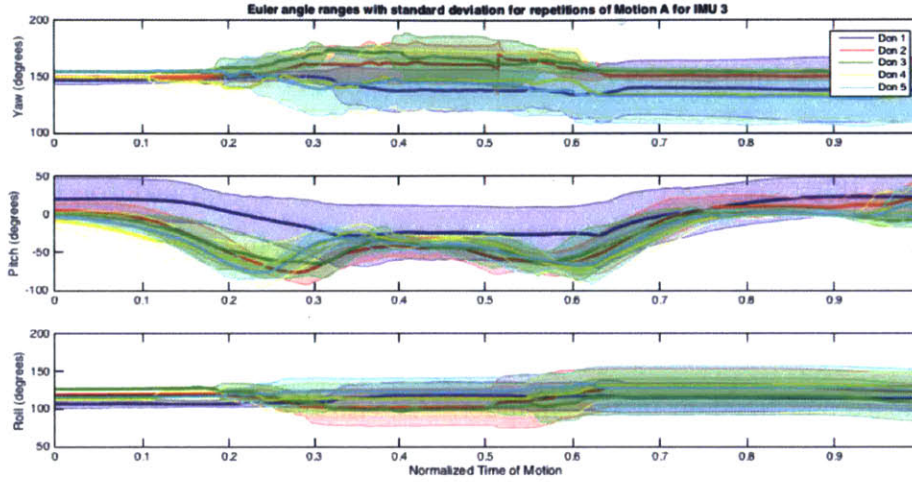 Euler angle ranges with standard deviation for repetitions of Motion A for IMU 3
200
150
100
Yaw (degrees)
Don 1
Don 2
Don 3
Don 4
Don 5
0 0.1 0.2 0.3 0.4 0.5 0.6 0.7 0.8 0.9
50
0
-50
-100
Pitch (degrees)
0 0.1 0.2 0.3 0.4 0.5 0.6 0.7 0.8 0.9
200
150
100
50
Roll (degrees)
0 0.1 0.2 0.3 0.4 0.5 0.6 0.7 0.8 0.9
Normalized Time of Motion